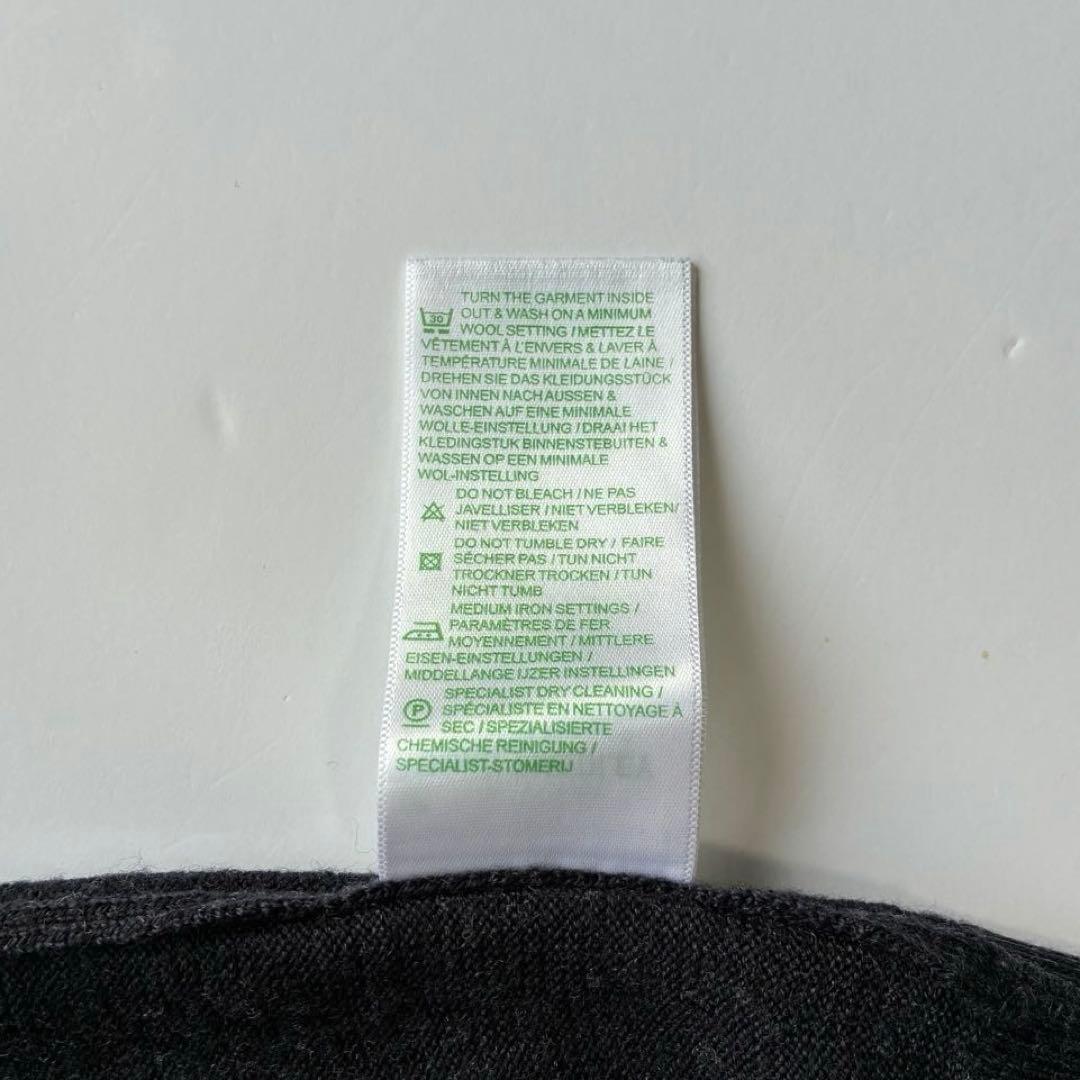 TURN THE GARMENT INSIDE
30 OUT & WASH ON A MINIMUM
WOOL SETTING / METTEZ LE
VÊTEMENT À L'ENVERS & LAVER À
TEMPÉRATURE MINIMALE DE LAINE
DREHEN SIE DAS KLEIDUNGSSTÜCK
VON INNEN NACH AUSSEN &
WASCHEN AUF EINE MINIMALE
WOLLE-EINSTELLUNG / DRAAI HET
KLEDINGSTUK BINNENSTEBUITEN &
WASSEN OP EEN MINIMALE
WOL-INSTELLING
DO NOT BLEACH / NE PAS
JAVELLISER / NIET VERBLEKEN/
NIET VERBLEKEN
DO NOT TUMBLE DRY / FAIRE
SÉCHER PAS / TUN NICHT
TROCKNER TROCKEN / TUN
NICHT TUMB
MEDIUM IRON SETTINGS /
PARAMÈTRES DE FER
MOYENNEMENT / MITTLERE
EISEN-EINSTELLUNGEN /
MIDDELLANGE IJZER INSTELLINGEN
SPECIALIST DRY CLEANING /
P SPÉCIALISTE EN NETTOYAGE À
SEC / SPEZIALISIERTE
CHEMISCHE REINIGUNG /
SPECIALIST-STOMERIJ